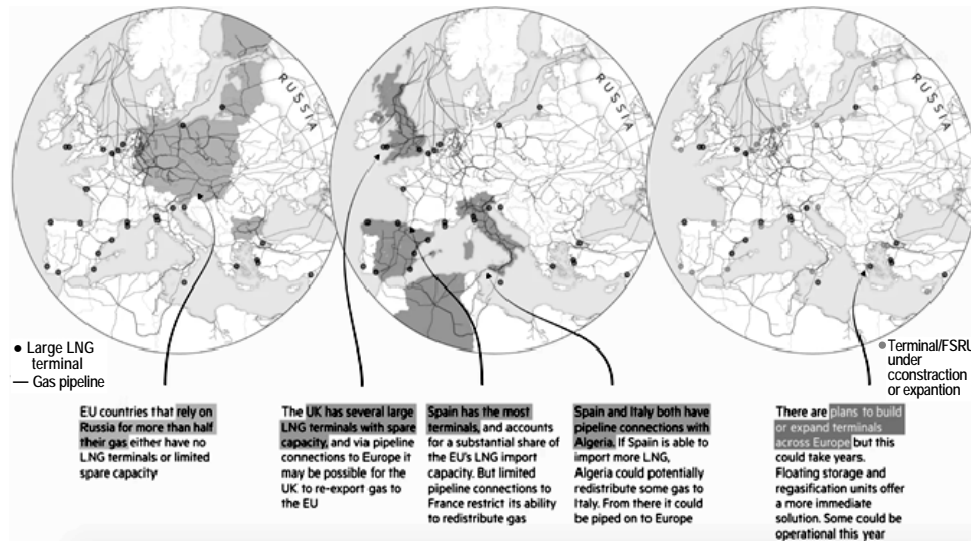 RUSSIA
RUSSIA
RUSSIA
● Large LNG
terminal
— Gas pipeline
● Terminal/FSRU
under
cconstraction
or expantion
EU countries that rely on
Russia for more than half
their gas either have no
LNG terminals or limited
spare capacity
The UK has several large
LNG terminals with spare
capacity, and via pipeline
connections to Europe it
may be possible for the
UK to re-export gas to
the EU
Spain has the most
terminals, and accounts
for a substantial share of
the EU's LNG import
capacity. But limited
pipeline connections to
France restrict its ability
to redistribute gas
Spain and Italy both have
pipeline connections with
Algeria. If Spain is able to
import more LNG,
Algeria could potentially
redistribute some gas to
Italy. From there it could
be piped on to Europe
There are plans to build
or expand terminals
across Europe but this
could take years.
Floating storage and
regasification units offer
a more immediate
solution. Some could be
operational this year